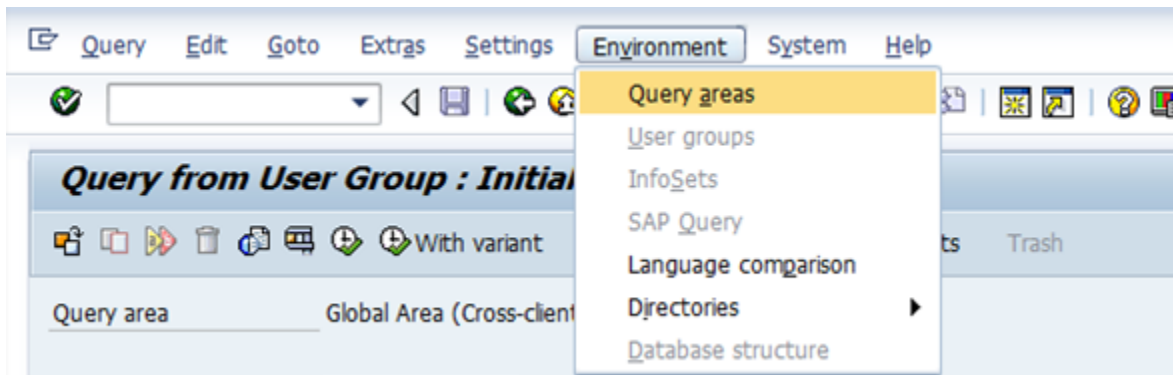 Query Edit Goto Extras Settings Environment System Help
Query areas
User groups
InfoSets
SAP Query
Language comparison
Directories
Database structure
Query from User Group : Initial
With variant ts Trash
Query area Global Area (Cross-client